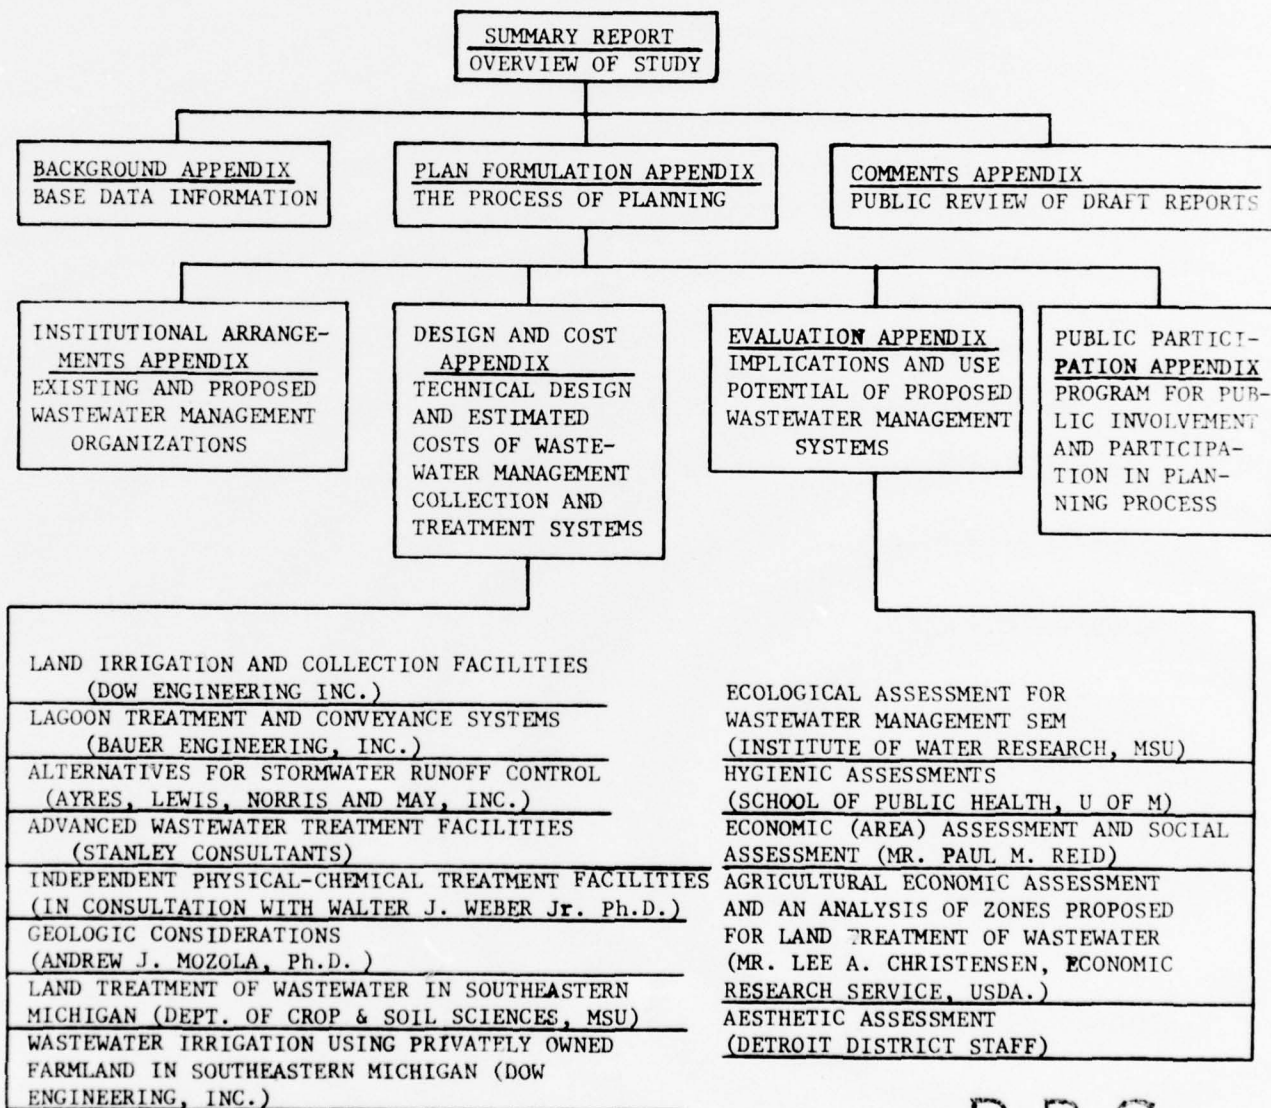 SUMMARY REPORT
OVERVIEW OF STUDY
BACKGROUND APPENDIX
BASE DATA INFORMATION
PLAN FORMULATION APPENDIX
THE PROCESS OF PLANNING
COMMENTS APPENDIX
PUBLIC REVIEW OF DRAFT REPORTS
INSTITUTIONAL ARRANGE-
MENTS APPENDIX
EXISTING AND PROPOSED
WASTEWATER MANAGEMENT
ORGANIZATIONS
DESIGN AND COST
APPENDIX
TECHNICAL DESIGN
AND ESTIMATED
COSTS OF WASTE-
WATER MANAGEMENT
COLLECTION AND
TREATMENT SYSTEMS
EVALUATION APPENDIX
IMPLICATIONS AND USE
POTENTIAL OF PROPOSED
WASTEWATER MANAGEMENT
SYSTEMS
PUBLIC PARTICI-
PATION APPENDIX
PROGRAM FOR PUB-
LIC INVOLVEMENT
AND PARTICIPA-
TION IN PLAN-
NING PROCESS
LAND IRRIGATION AND COLLECTION FACILITIES
(DOW ENGINEERING INC.)
LAGOON TREATMENT AND CONVEYANCE SYSTEMS
(BAUER ENGINEERING, INC.)
ALTERNATIVES FOR STORMWATER RUNOFF CONTROL
(AYRES, LEWIS, NORRIS AND MAY, INC.)
ADVANCED WASTEWATER TREATMENT FACILITIES
(STANLEY CONSULTANTS)
INDEPENDENT PHYSICAL-CHEMICAL TREATMENT FACILITIES
(IN CONSULTATION WITH WALTER J. WEBER Jr. Ph.D.)
GEOLOGIC CONSIDERATIONS
(ANDREW J. MOZOLA, Ph.D. )
LAND TREATMENT OF WASTEWATER IN SOUTHEASTERN
MICHIGAN (DEPT. OF CROP & SOIL SCIENCES, MSU)
WASTEWATER IRRIGATION USING PRIVATELY OWNED
FARMLAND IN SOUTHEASTERN MICHIGAN (DOW
ENGINEERING, INC.)
ECOLOGICAL ASSESSMENT FOR
WASTEWATER MANAGEMENT SEM
(INSTITUTE OF WATER RESEARCH, MSU)
HYGIENIC ASSESSMENTS
(SCHOOL OF PUBLIC HEALTH, U OF M)
ECONOMIC (AREA) ASSESSMENT AND SOCIAL
ASSESSMENT (MR. PAUL M. REID)
AGRICULTURAL ECONOMIC ASSESSMENT
AND AN ANALYSIS OF ZONES PROPOSED
FOR LAND TREATMENT OF WASTEWATER
(MR. LEE A. CHRISTENSEN, ECONOMIC
RESEARCH SERVICE, USDA.)
AESTHETIC ASSESSMENT
(DETROIT DISTRICT STAFF)